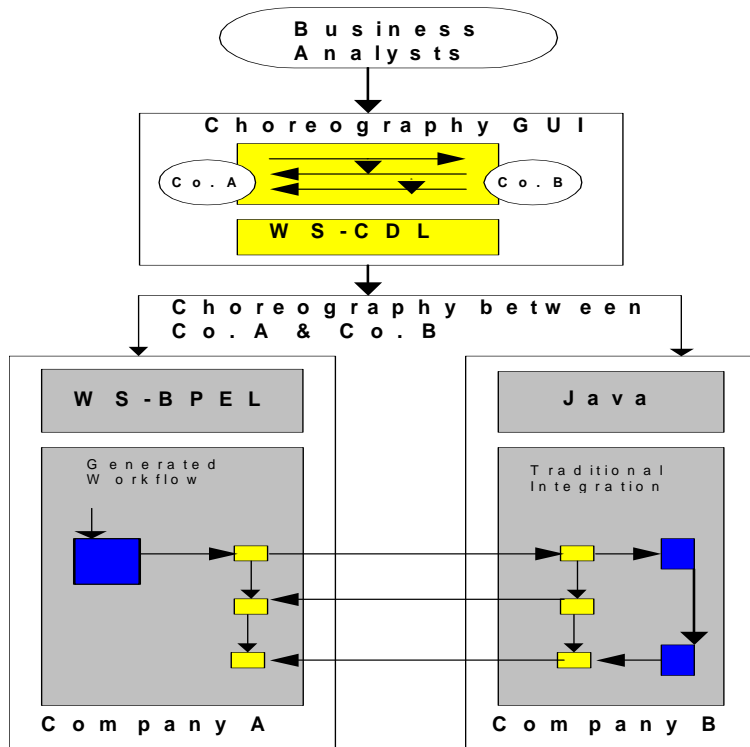 Business
Analysts
Choreography GUI
Co.A
Co.B
WS-CDL
Choreography between
Co.A & Co.B
WS-BPEL
Java
Generated
Workflow
Traditional
Integration
Company A
Company B